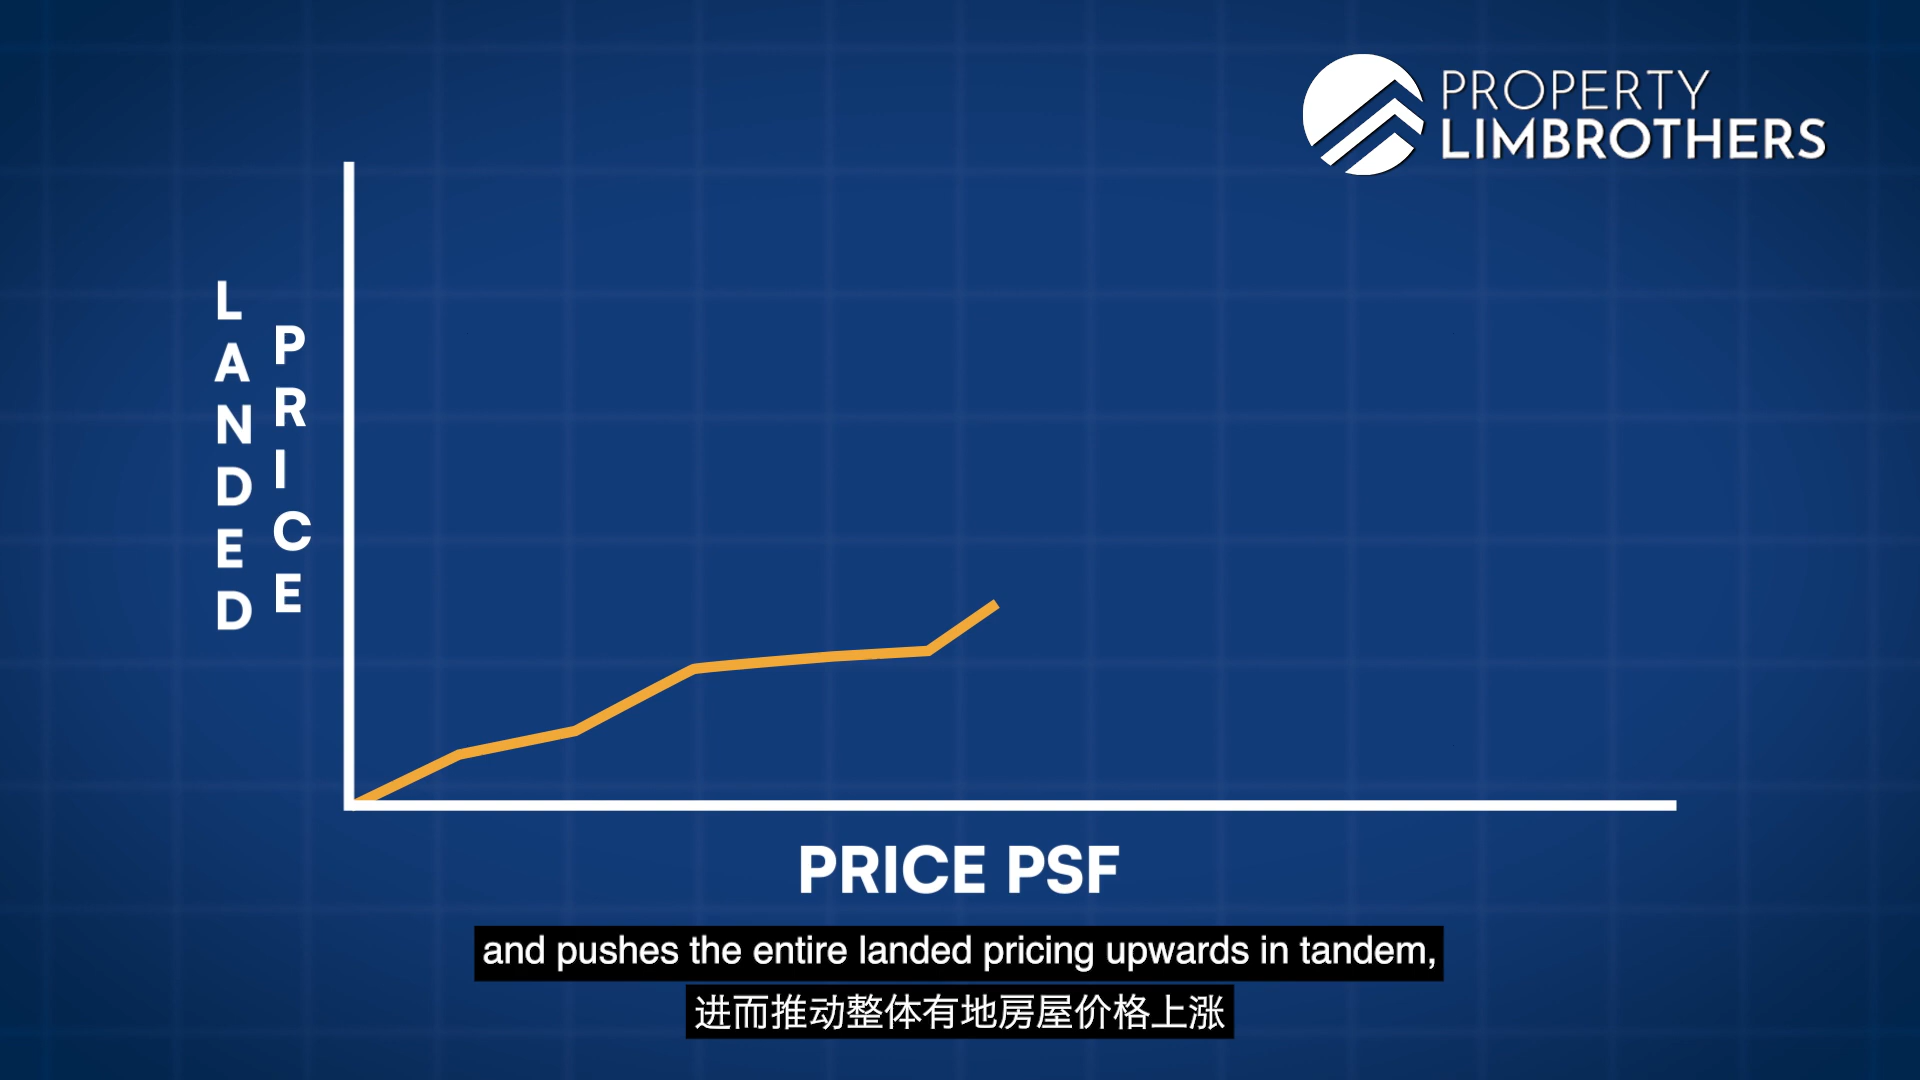 PROPERTY
LIMBROTHERS
LANDED
PRICE
PRICE PSF
and pushes the entire landed pricing upwards in tandem,
进而推动整体有地房屋价格上涨